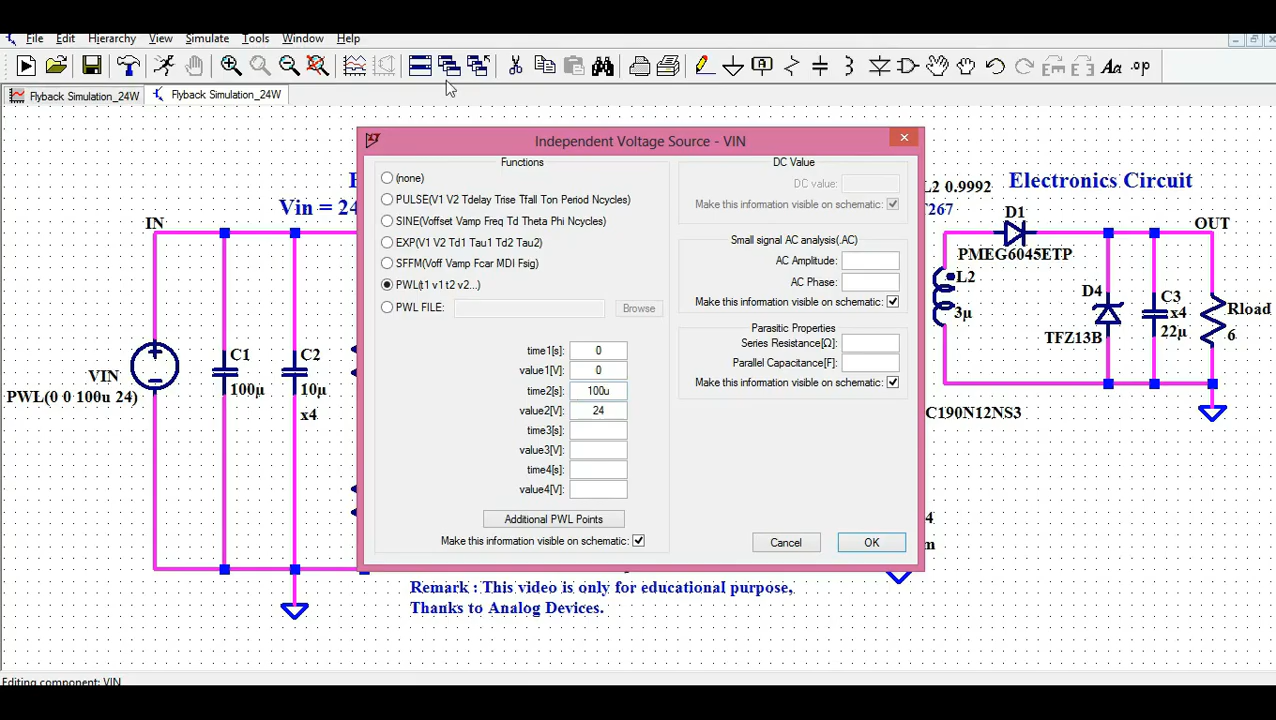 File Edit Hierarchy View Simulate Tools Window Help
Aa .op
Flyback Simulation_24W Flyback Simulation_24W
Independent Voltage Source - VIN
Functions
(none)
PULSE(V1 V2 Tdelay Trise Tfall Ton Period Ncycles)
SINE(Voffset Vamp Freq Td Theta Phi Ncycles)
EXP(V1 V2 Td1 Tau1 Td2 Tau2)
SFFM(Voff Vamp Fcar MDI Fsig)
PWL(t1 v1 t2 v2...)
PWL FILE: Browse
time1[s]: 0
value1[V]: 0
time2[s]: 100u
value2[V]: 24
time3[s]:
value3[V]:
time4[s]:
value4[V]:
Additional PWL Points
Make this information visible on schematic:
DC Value
DC value:
Make this information visible on schematic:
Small signal AC analysis(.AC)
AC Amplitude:
AC Phase:
Make this information visible on schematic:
Parasitic Properties
Series Resistance[Ω]:
Parallel Capacitance[F]:
Make this information visible on schematic:
Cancel OK
Vin = 24
IN
VIN
PWL(0 0 100u 24)
C1
100µ
C2
10µ
x4
L2 0.9992
Electronics Circuit
267
D1
PMEG6045ETP
OUT
L2
3µ
D4
TFZ13B
C3
x4
22µ
Rload
6
C190N12NS3
4
m
Remark : This video is only for educational purpose,
Thanks to Analog Devices.
Editing component: VIN